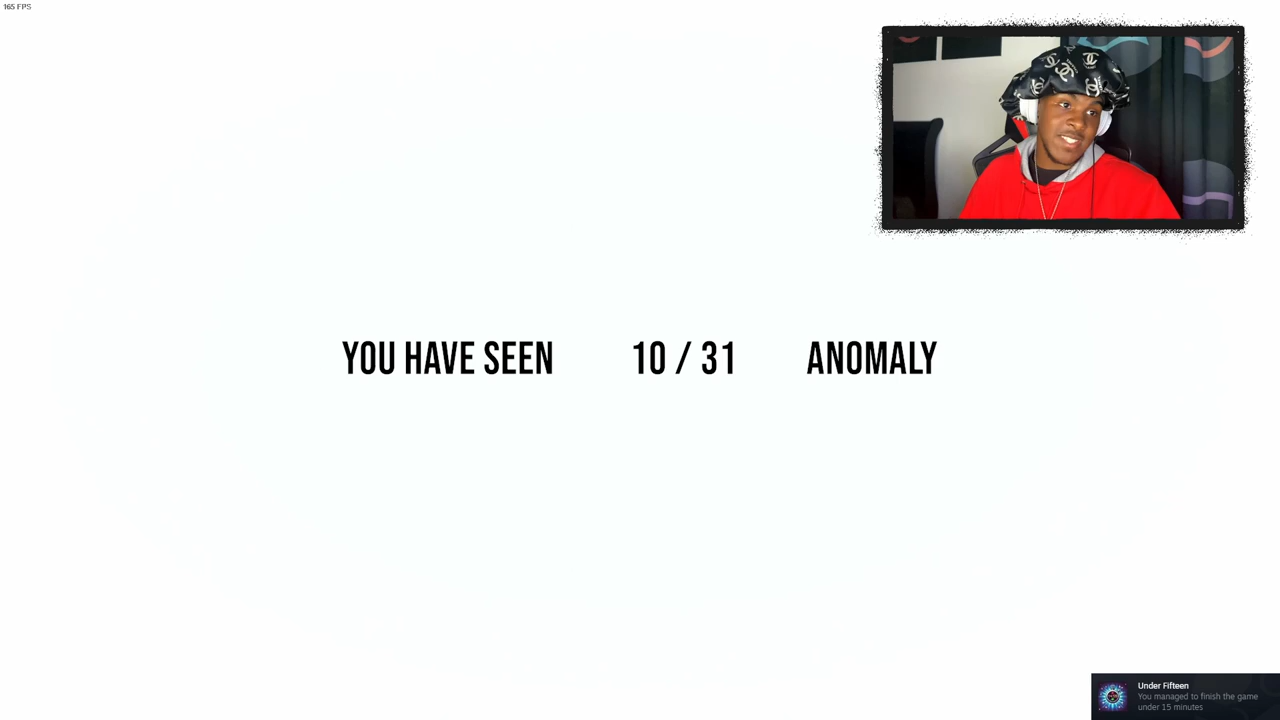 165 FPS
YOU HAVE SEEN 10 / 31 ANOMALY
Under Fifteen
You managed to finish the game
under 15 minutes